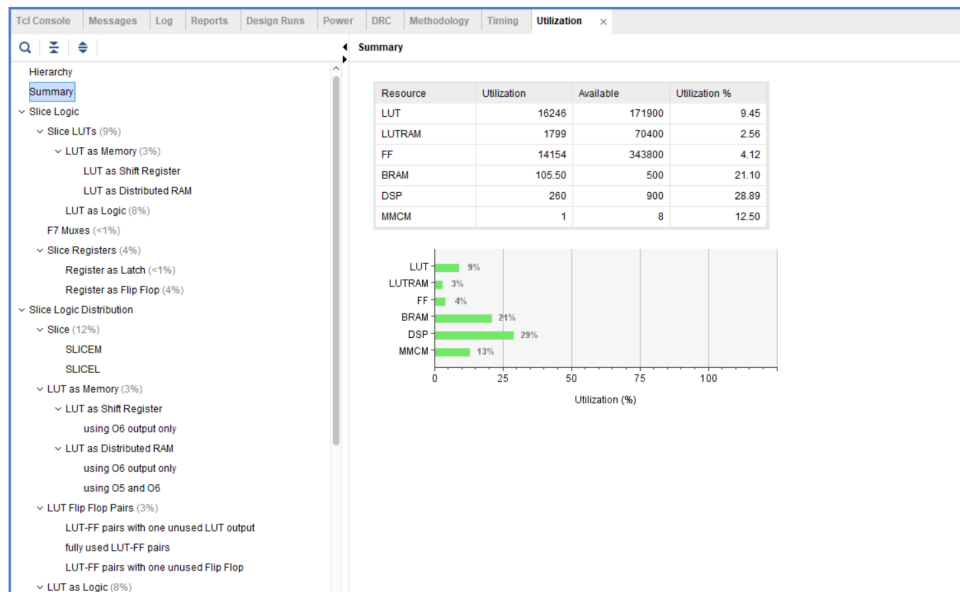 Tcl Console Messages Log Reports Design Runs Power DRC Methodology Timing Utilization ×
Summary
Hierarchy
Summary
Slice Logic
Slice LUTs (9%)
LUT as Memory (3%)
LUT as Shift Register
LUT as Distributed RAM
LUT as Logic (8%)
F7 Muxes (<1%)
Slice Registers (4%)
Register as Latch (<1%)
Register as Flip Flop (4%)
Slice Logic Distribution
Slice (12%)
SLICEM
SLICEL
LUT as Memory (3%)
LUT as Shift Register
using O6 output only
LUT as Distributed RAM
using O6 output only
using O5 and O6
LUT Flip Flop Pairs (3%)
LUT-FF pairs with one unused LUT output
fully used LUT-FF pairs
LUT-FF pairs with one unused Flip Flop
LUT as Logic (8%)
Resource Utilization Available Utilization %
LUT 16246 171900 9.45
LUTRAM 1799 70400 2.56
FF 14154 343800 4.12
BRAM 105.50 500 21.10
DSP 260 900 28.89
MMCM 1 8 12.50
LUT 9%
LUTRAM 3%
FF 4%
BRAM 21%
DSP 29%
MMCM 13%
0 25 50 75 100
Utilization (%)